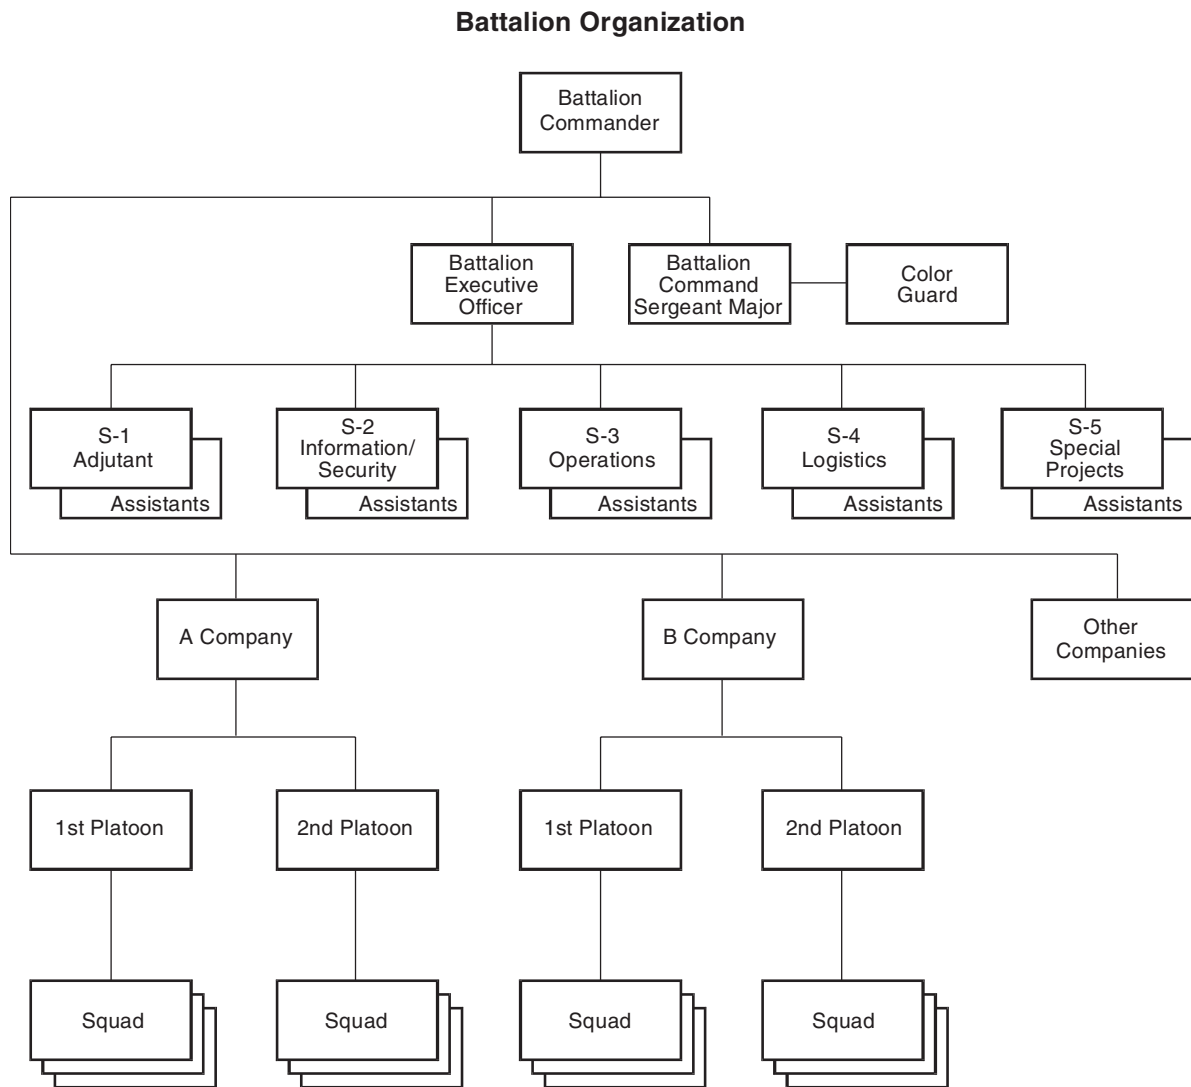 Battalion Organization
Battalion
Commander
Battalion
Executive
Officer
Battalion
Command
Sergeant Major
Color
Guard
S-1
Adjutant
Assistants
S-2
Information/
Security
Assistants
S-3
Operations
Assistants
S-4
Logistics
Assistants
S-5
Special
Projects
Assistants
A Company
B Company
Other
Companies
1st Platoon
2nd Platoon
1st Platoon
2nd Platoon
Squad
Squad
Squad
Squad